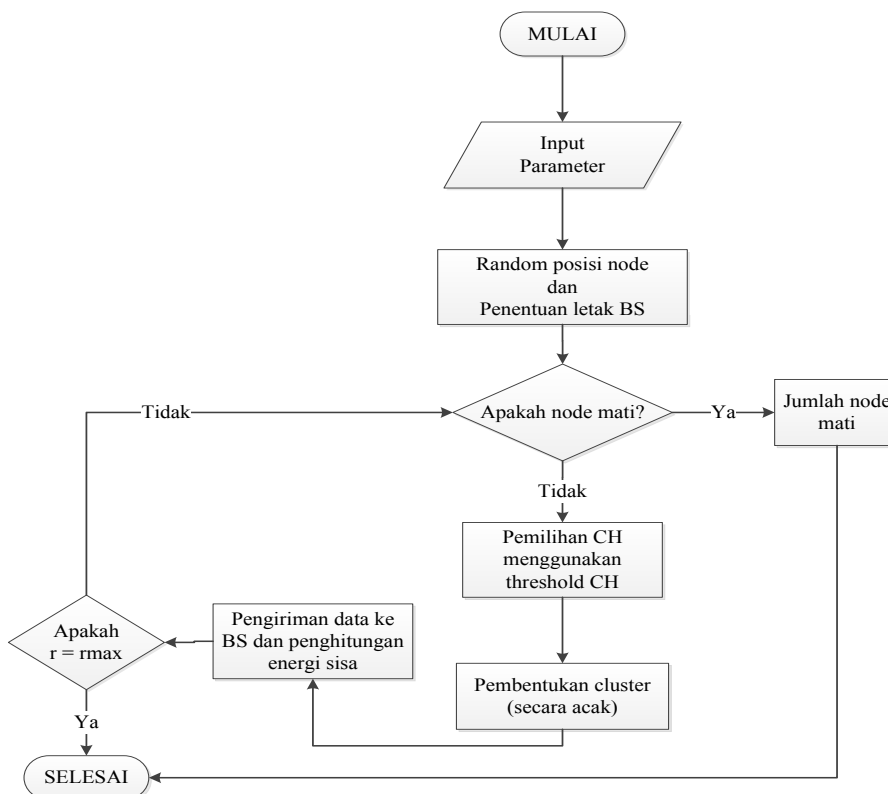 MULAI
Input
Parameter
Random posisi node
dan
Penentuan letak BS
Tidak
Apakah node mati?
Ya
Jumlah node
mati
Tidak
Pemilihan CH
menggunakan
threshold CH
Apakah
r = rmax
Pengiriman data ke
BS dan penghitungan
energi sisa
Pembentukan cluster
(secara acak)
Ya
SELESAI